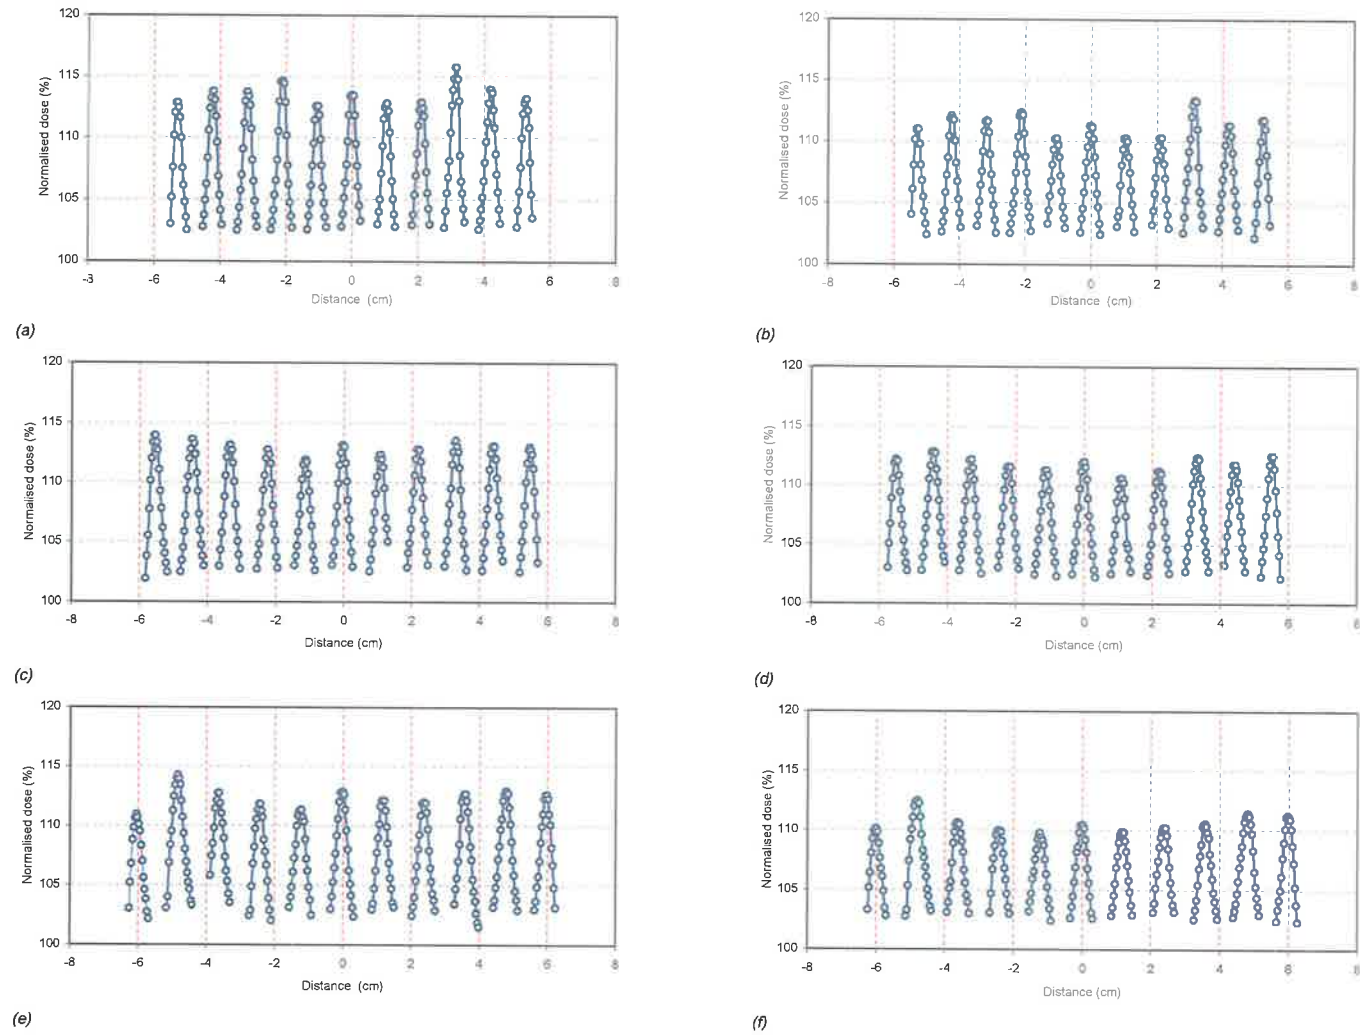 120
115
110
105
100
Normalised dose (%)
-3 -6 -4 -2 0 2 4 6 8
Distance (cm)
(a)
120
115
110
105
100
Normalised dose (%)
-8 -6 -4 -2 0 2 4 6 8
Distance (cm)
(b)
120
115
110
105
100
Normalised dose (%)
-8 -6 -4 -2 0 2 4 6 8
Distance (cm)
(c)
120
115
110
105
100
Normalised dose (%)
-8 -6 -4 -2 0 2 4 6 8
Distance (cm)
(d)
120
115
110
105
100
Normalised dose (%)
-8 -6 -4 -2 0 2 4 6 8
Distance (cm)
(e)
120
115
110
105
100
Normalised dose (%)
-8 -6 -4 -2 0 2 4 6 8
Distance (cm)
(f)